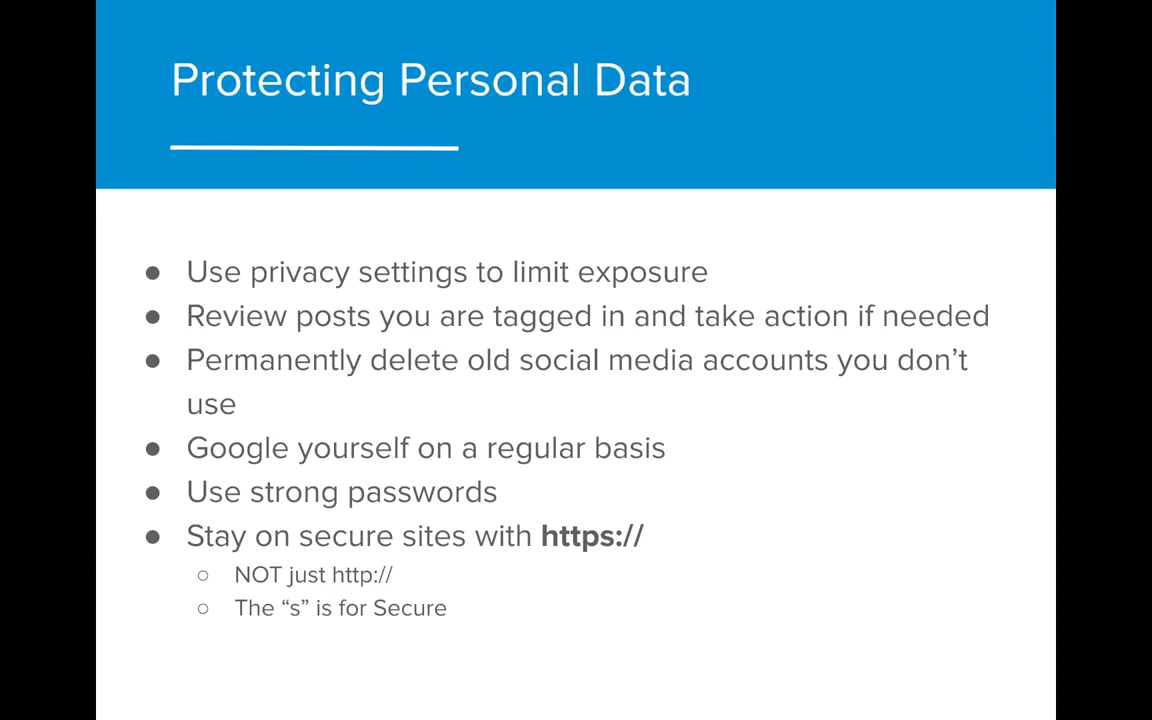 Protecting Personal Data
● Use privacy settings to limit exposure
● Review posts you are tagged in and take action if needed
● Permanently delete old social media accounts you don’t
use
● Google yourself on a regular basis
● Use strong passwords
● Stay on secure sites with https://
○ NOT just http://
○ The “s” is for Secure